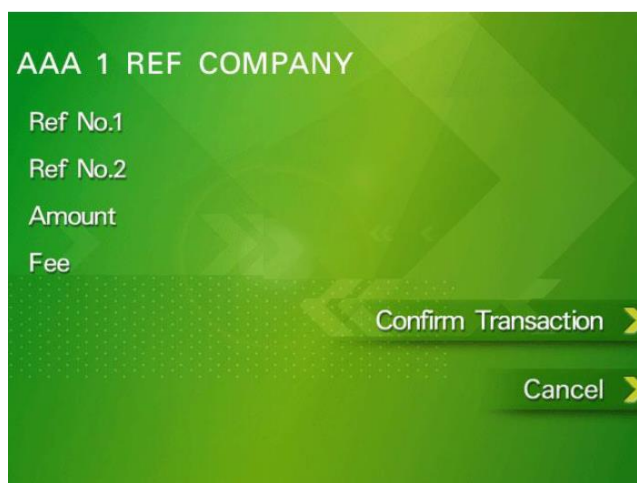 AAA 1 REF COMPANY
Ref No.1
Ref No.2
Amount
Fee
Confirm Transaction
Cancel